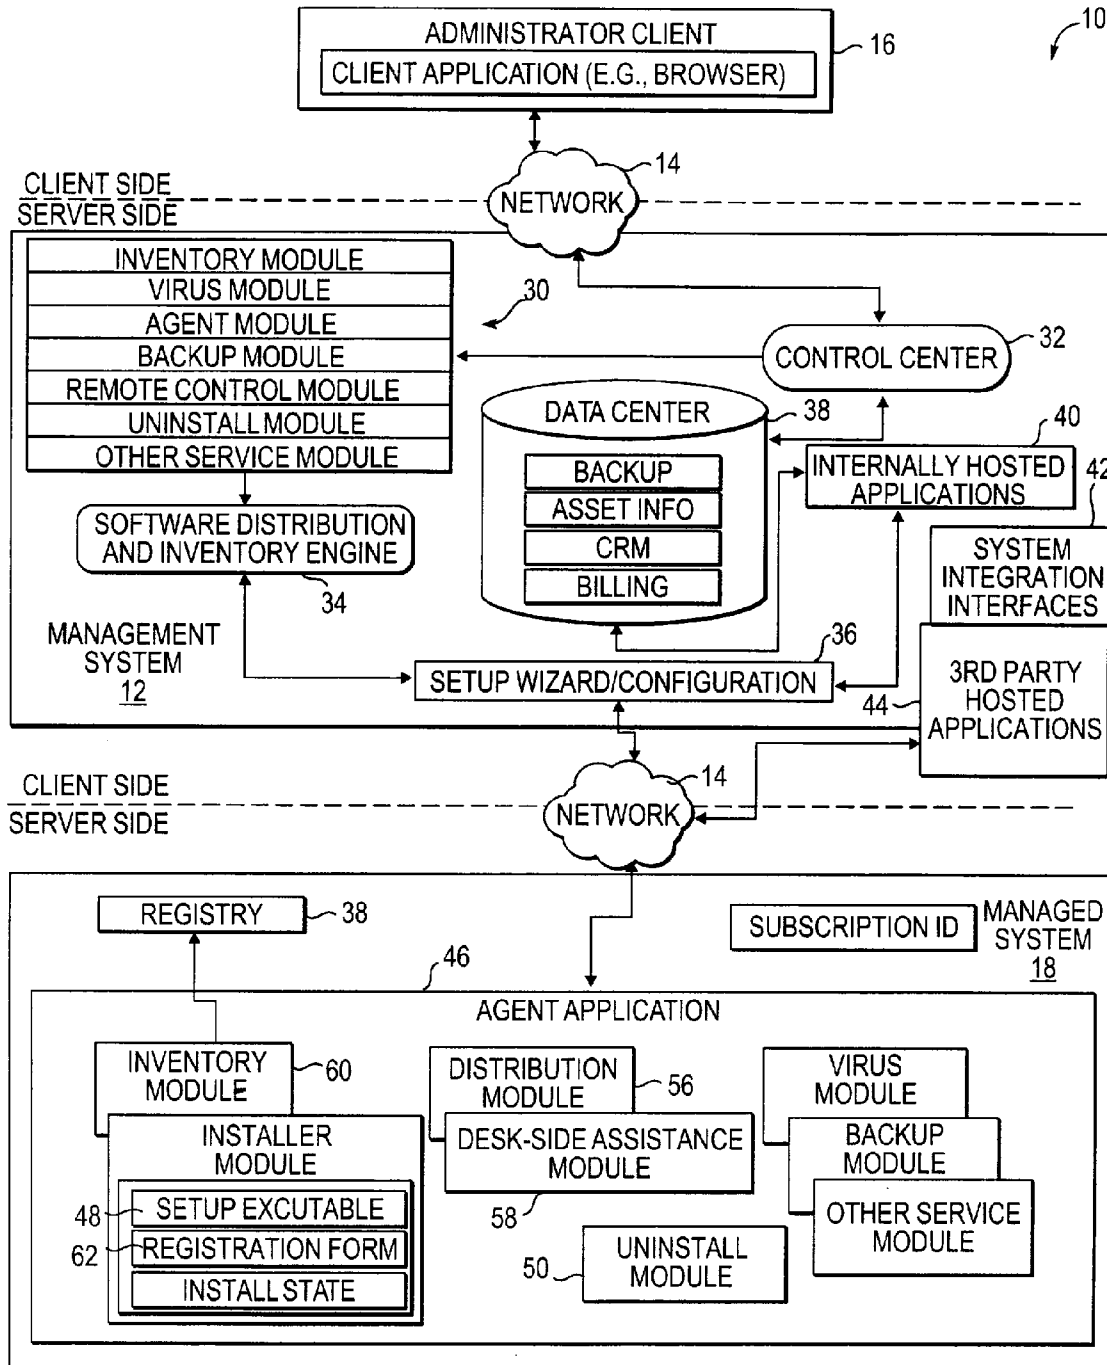 10
ADMINISTRATOR CLIENT
16
CLIENT APPLICATION (E.G., BROWSER)
14
NETWORK
CLIENT SIDE
SERVER SIDE
INVENTORY MODULE
VIRUS MODULE
AGENT MODULE
BACKUP MODULE
REMOTE CONTROL MODULE
UNINSTALL MODULE
OTHER SERVICE MODULE
30
CONTROL CENTER
32
DATA CENTER
38
BACKUP
ASSET INFO
CRM
BILLING
40
INTERNALLY HOSTED
APPLICATIONS
42
SYSTEM
INTEGRATION
INTERFACES
SOFTWARE DISTRIBUTION
AND INVENTORY ENGINE
34
MANAGEMENT
SYSTEM
12
36
SETUP WIZARD/CONFIGURATION
3RD PARTY
HOSTED
APPLICATIONS
44
CLIENT SIDE
SERVER SIDE
14
NETWORK
REGISTRY
38
SUBSCRIPTION ID
MANAGED
SYSTEM
18
46
AGENT APPLICATION
INVENTORY
MODULE
60
INSTALLER
MODULE
48
SETUP EXCUTABLE
62
REGISTRATION FORM
INSTALL STATE
DISTRIBUTION
MODULE
56
DESK-SIDE ASSISTANCE
MODULE
58
50
UNINSTALL
MODULE
VIRUS
MODULE
BACKUP
MODULE
OTHER SERVICE
MODULE